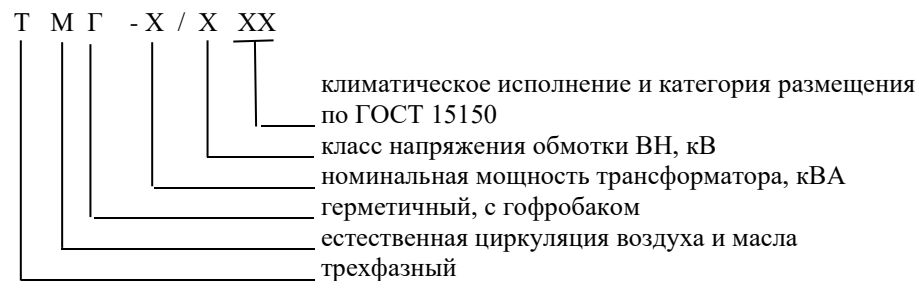 Т М Г - Х / Х ХХ
климатическое исполнение и категория размещения
по ГОСТ 15150
класс напряжения обмотки ВН, кВ
номинальная мощность трансформатора, кВА
герметичный, с гофробаком
естественная циркуляция воздуха и масла
трехфазный